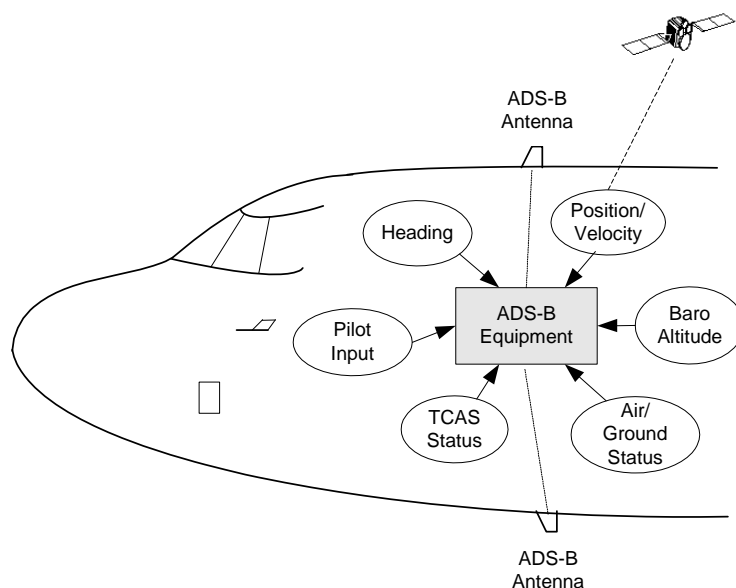 ADS-B
Antenna
Position/
Velocity
Heading
ADS-B
Equipment
Baro
Altitude
Pilot
Input
TCAS
Status
Air/
Ground
Status
ADS-B
Antenna